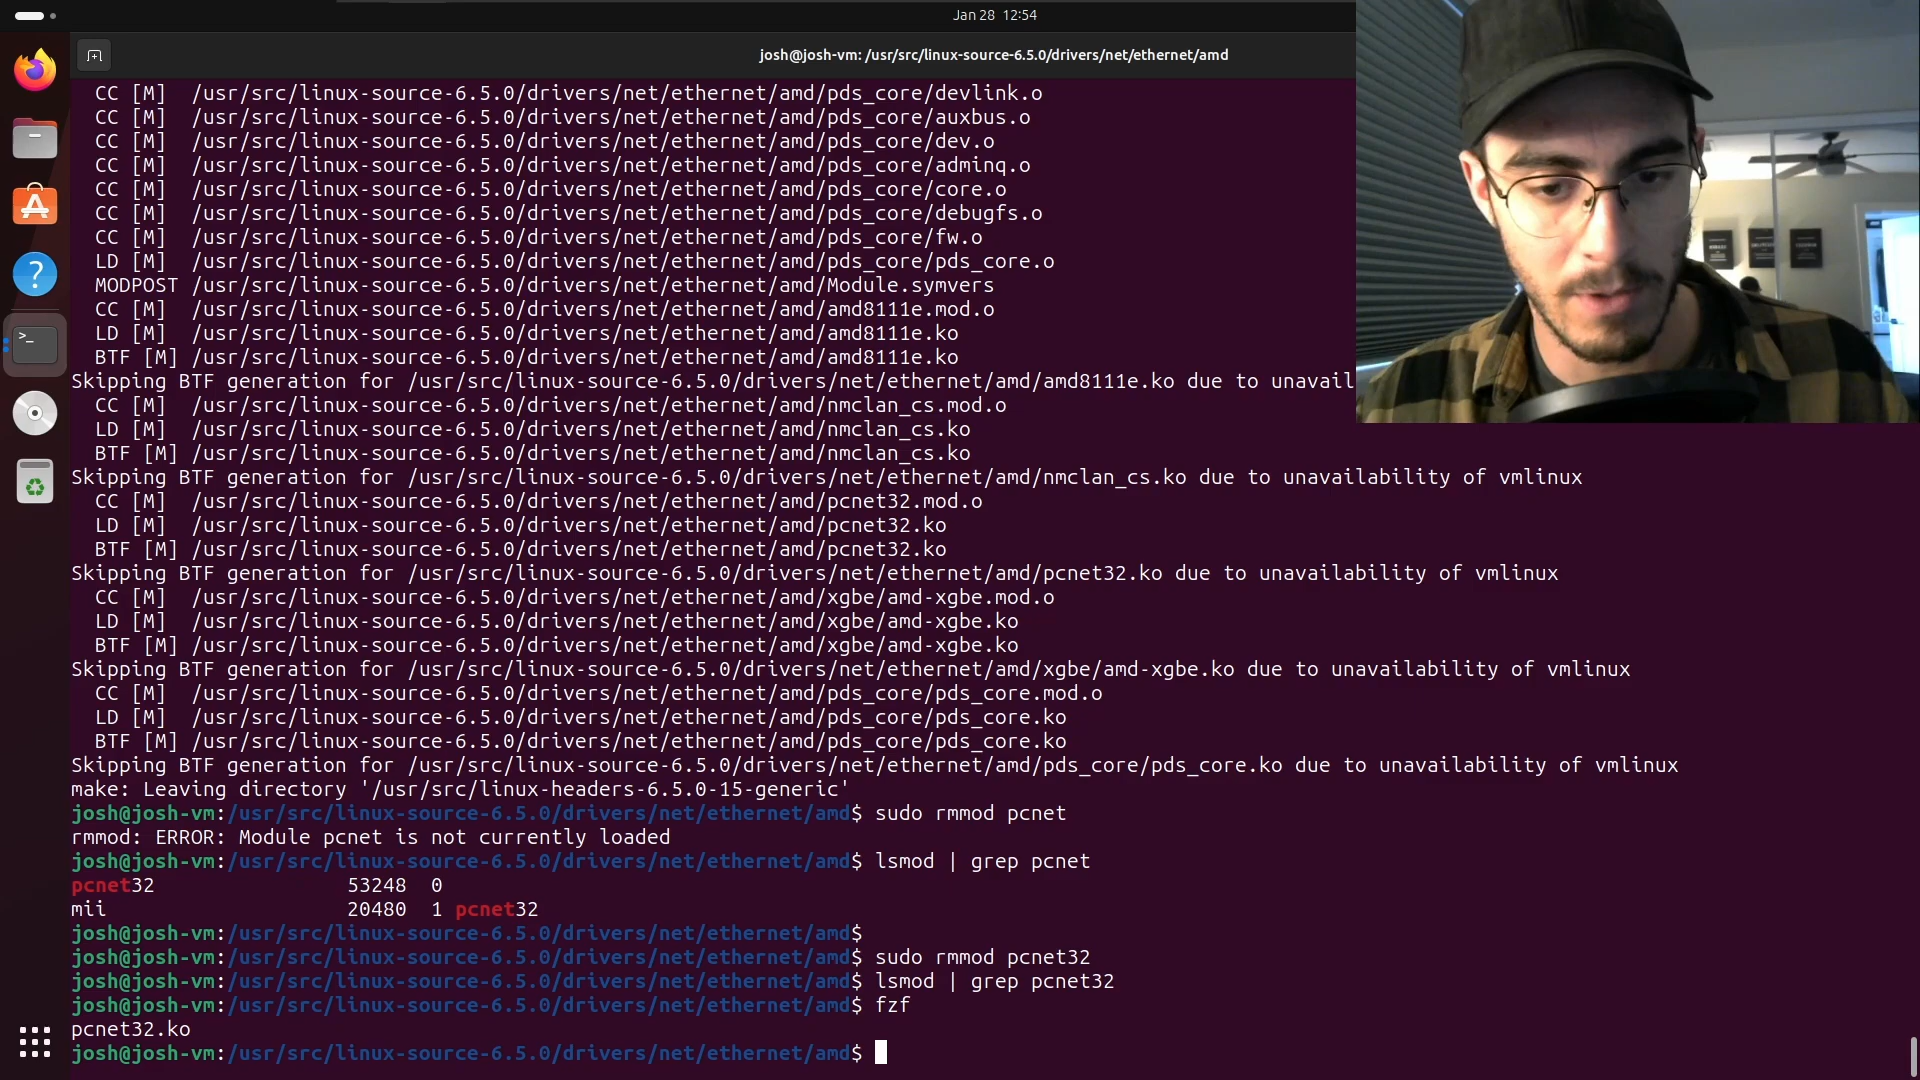 Jan 28 12:54
josh@josh-vm: /usr/src/linux-source-6.5.0/drivers/net/ethernet/amd
CC [M] /usr/src/linux-source-6.5.0/drivers/net/ethernet/amd/pds_core/devlink.o
CC [M] /usr/src/linux-source-6.5.0/drivers/net/ethernet/amd/pds_core/auxbus.o
CC [M] /usr/src/linux-source-6.5.0/drivers/net/ethernet/amd/pds_core/dev.o
CC [M] /usr/src/linux-source-6.5.0/drivers/net/ethernet/amd/pds_core/adminq.o
CC [M] /usr/src/linux-source-6.5.0/drivers/net/ethernet/amd/pds_core/core.o
CC [M] /usr/src/linux-source-6.5.0/drivers/net/ethernet/amd/pds_core/debugfs.o
CC [M] /usr/src/linux-source-6.5.0/drivers/net/ethernet/amd/pds_core/fw.o
LD [M] /usr/src/linux-source-6.5.0/drivers/net/ethernet/amd/pds_core/pds_core.o
MODPOST /usr/src/linux-source-6.5.0/drivers/net/ethernet/amd/Module.symvers
CC [M] /usr/src/linux-source-6.5.0/drivers/net/ethernet/amd/amd8111e.mod.o
LD [M] /usr/src/linux-source-6.5.0/drivers/net/ethernet/amd/amd8111e.ko
BTF [M] /usr/src/linux-source-6.5.0/drivers/net/ethernet/amd/amd8111e.ko
Skipping BTF generation for /usr/src/linux-source-6.5.0/drivers/net/ethernet/amd/amd8111e.ko due to unavail
CC [M] /usr/src/linux-source-6.5.0/drivers/net/ethernet/amd/nmclan_cs.mod.o
LD [M] /usr/src/linux-source-6.5.0/drivers/net/ethernet/amd/nmclan_cs.ko
BTF [M] /usr/src/linux-source-6.5.0/drivers/net/ethernet/amd/nmclan_cs.ko
Skipping BTF generation for /usr/src/linux-source-6.5.0/drivers/net/ethernet/amd/nmclan_cs.ko due to unavailability of vmlinux
CC [M] /usr/src/linux-source-6.5.0/drivers/net/ethernet/amd/pcnet32.mod.o
LD [M] /usr/src/linux-source-6.5.0/drivers/net/ethernet/amd/pcnet32.ko
BTF [M] /usr/src/linux-source-6.5.0/drivers/net/ethernet/amd/pcnet32.ko
Skipping BTF generation for /usr/src/linux-source-6.5.0/drivers/net/ethernet/amd/pcnet32.ko due to unavailability of vmlinux
CC [M] /usr/src/linux-source-6.5.0/drivers/net/ethernet/amd/xgbe/amd-xgbe.mod.o
LD [M] /usr/src/linux-source-6.5.0/drivers/net/ethernet/amd/xgbe/amd-xgbe.ko
BTF [M] /usr/src/linux-source-6.5.0/drivers/net/ethernet/amd/xgbe/amd-xgbe.ko
Skipping BTF generation for /usr/src/linux-source-6.5.0/drivers/net/ethernet/amd/xgbe/amd-xgbe.ko due to unavailability of vmlinux
CC [M] /usr/src/linux-source-6.5.0/drivers/net/ethernet/amd/pds_core/pds_core.mod.o
LD [M] /usr/src/linux-source-6.5.0/drivers/net/ethernet/amd/pds_core/pds_core.ko
BTF [M] /usr/src/linux-source-6.5.0/drivers/net/ethernet/amd/pds_core/pds_core.ko
Skipping BTF generation for /usr/src/linux-source-6.5.0/drivers/net/ethernet/amd/pds_core/pds_core.ko due to unavailability of vmlinux
make: Leaving directory '/usr/src/linux-headers-6.5.0-15-generic'
josh@josh-vm:/usr/src/linux-source-6.5.0/drivers/net/ethernet/amd$ sudo rmmod pcnet
rmmod: ERROR: Module pcnet is not currently loaded
josh@josh-vm:/usr/src/linux-source-6.5.0/drivers/net/ethernet/amd$ lsmod | grep pcnet
pcnet32 53248 0
mii 20480 1 pcnet32
josh@josh-vm:/usr/src/linux-source-6.5.0/drivers/net/ethernet/amd$
josh@josh-vm:/usr/src/linux-source-6.5.0/drivers/net/ethernet/amd$ sudo rmmod pcnet32
josh@josh-vm:/usr/src/linux-source-6.5.0/drivers/net/ethernet/amd$ lsmod | grep pcnet32
josh@josh-vm:/usr/src/linux-source-6.5.0/drivers/net/ethernet/amd$ fzf
pcnet32.ko
josh@josh-vm:/usr/src/linux-source-6.5.0/drivers/net/ethernet/amd$